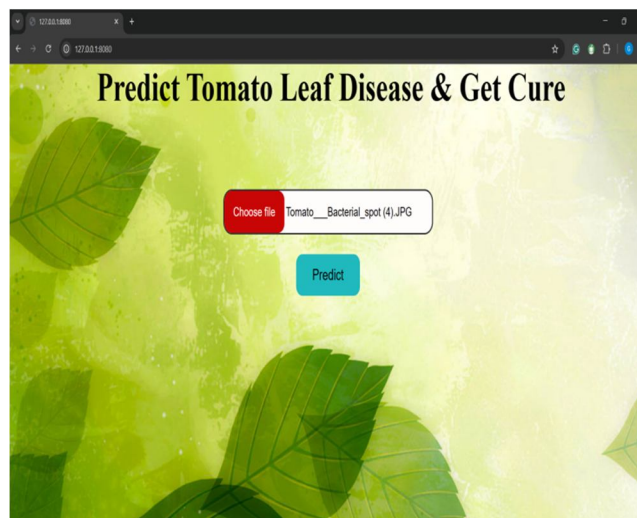 127.0.0.1:8080
127.0.0.1:8080
Predict Tomato Leaf Disease & Get Cure
Choose file Tomato___Bacterial_spot (4).JPG
Predict